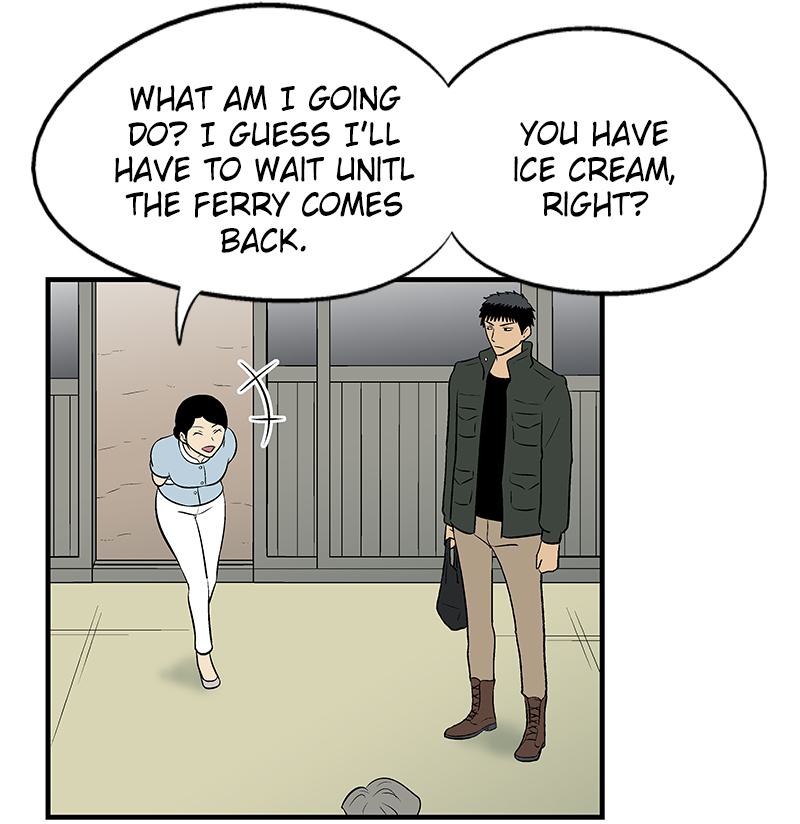 WHAT AM I GOING
DO? I GUESS I'LL
HAVE TO WAIT UNITL
THE FERRY COMES
BACK.
YOU HAVE
ICE CREAM,
RIGHT?